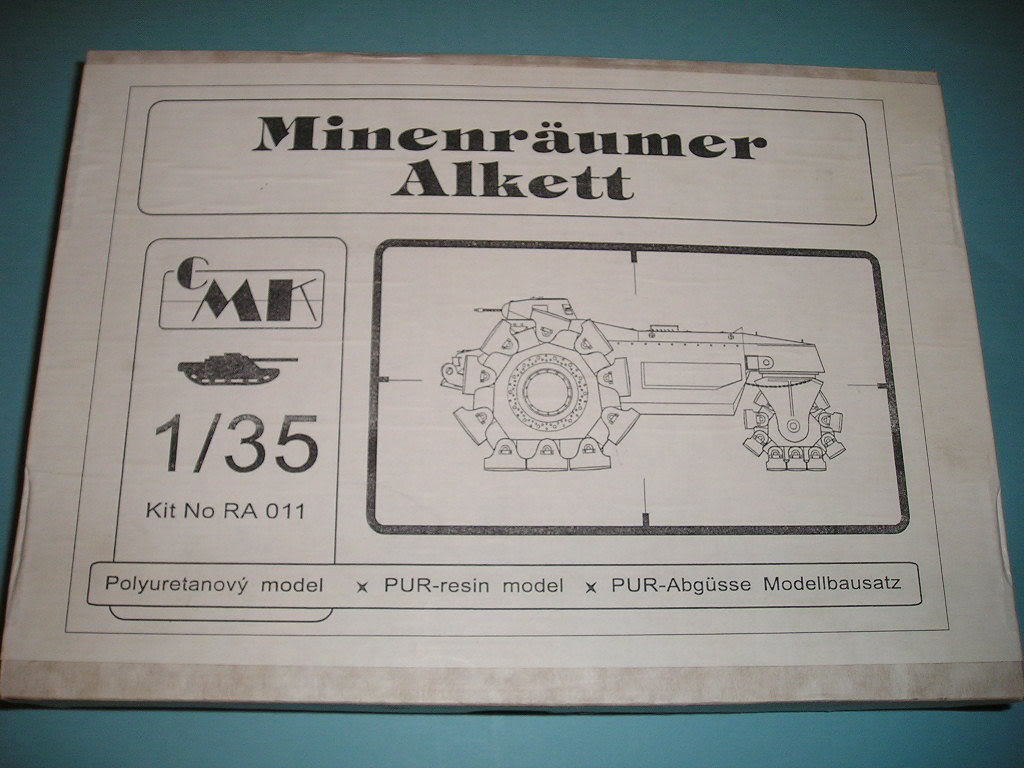 Minenräumer
Alkett
CMK
1/35
Kit No RA 011
Polyuretanový model × PUR-resin model × PUR-Abgüsse Modellbausatz